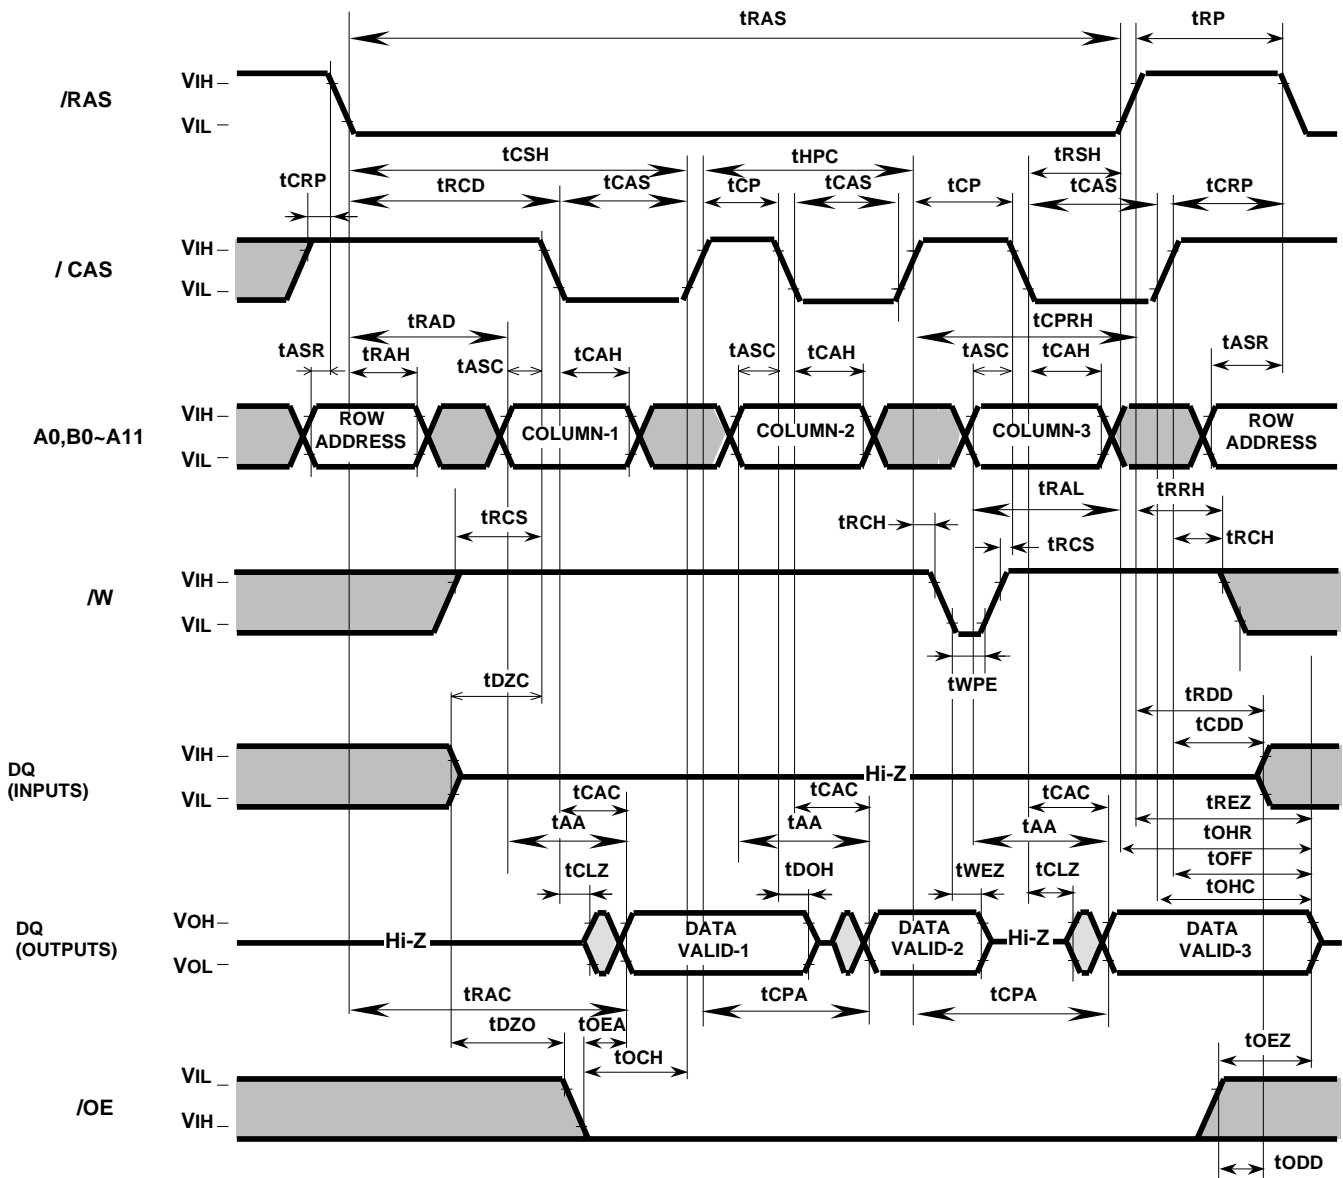 tRAS
tRP
/RAS
VIH
VIL
tCSH
tHPC
tRSH
tCRP
tRCD
tCAS
tCP
tCAS
tCP
tCAS
tCRP
/ CAS
VIH
VIL
tRAD
tCPRH
tASR
tRAH
tASC
tCAH
tASC
tCAH
tASC
tCAH
tASR
A0,B0~A11
VIH
VIL
ROW
ADDRESS
COLUMN-1
COLUMN-2
COLUMN-3
ROW
ADDRESS
tRAL
tRRH
tRCS
tRCH
tRCS
tRCH
/W
VIH
VIL
tDZC
tWPE
tRDD
tCDD
DQ
(INPUTS)
VIH
VIL
Hi-Z
tCAC
tCAC
tCAC
tREZ
tAA
tAA
tAA
tOHR
tCLZ
tDOH
tWEZ
tCLZ
tOFF
tOHC
DQ
(OUTPUTS)
VOH
VOL
Hi-Z
DATA
VALID-1
DATA
VALID-2
Hi-Z
DATA
VALID-3
tRAC
tCPA
tCPA
tDZO
tOEA
tOCH
tOEZ
/OE
VIL
VIH
tODD